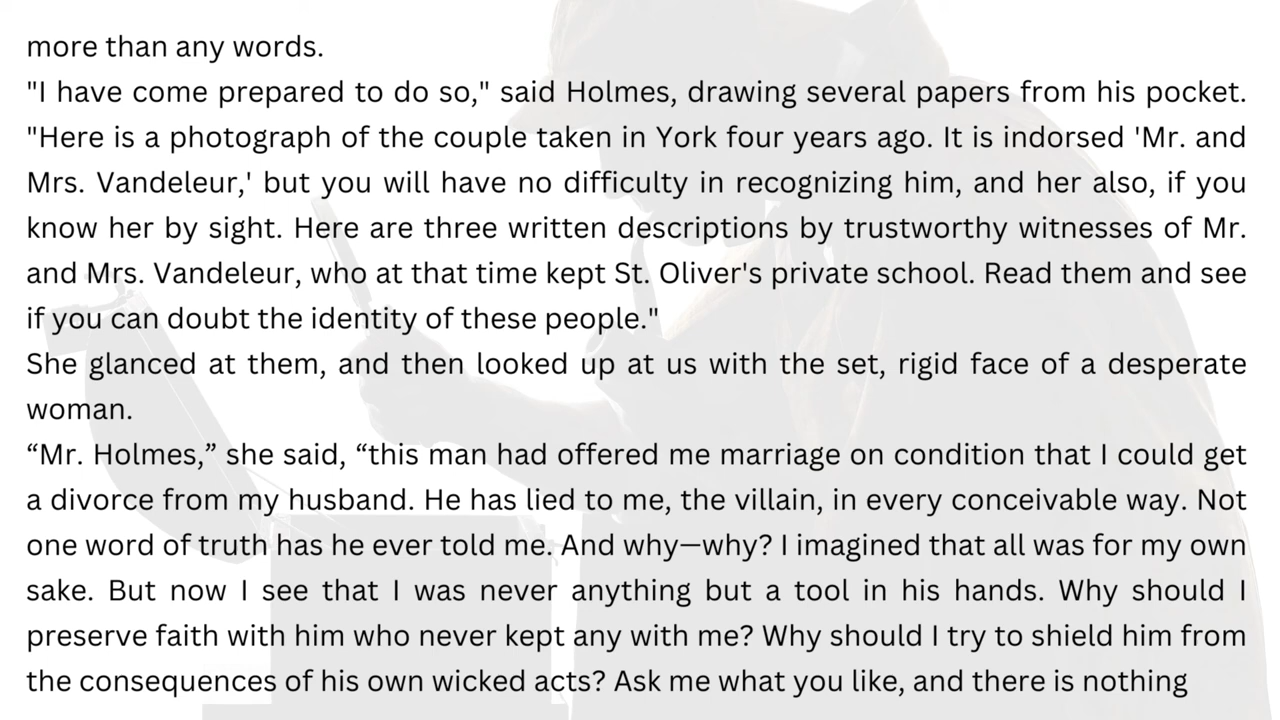 more than any words.
"I have come prepared to do so," said Holmes, drawing several papers from his pocket.
"Here is a photograph of the couple taken in York four years ago. It is indorsed 'Mr. and
Mrs. Vandeleur,' but you will have no difficulty in recognizing him, and her also, if you
know her by sight. Here are three written descriptions by trustworthy witnesses of Mr.
and Mrs. Vandeleur, who at that time kept St. Oliver's private school. Read them and see
if you can doubt the identity of these people."
She glanced at them, and then looked up at us with the set, rigid face of a desperate
woman.
“Mr. Holmes,” she said, “this man had offered me marriage on condition that I could get
a divorce from my husband. He has lied to me, the villain, in every conceivable way. Not
one word of truth has he ever told me. And why—why? I imagined that all was for my own
sake. But now I see that I was never anything but a tool in his hands. Why should I
preserve faith with him who never kept any with me? Why should I try to shield him from
the consequences of his own wicked acts? Ask me what you like, and there is nothing